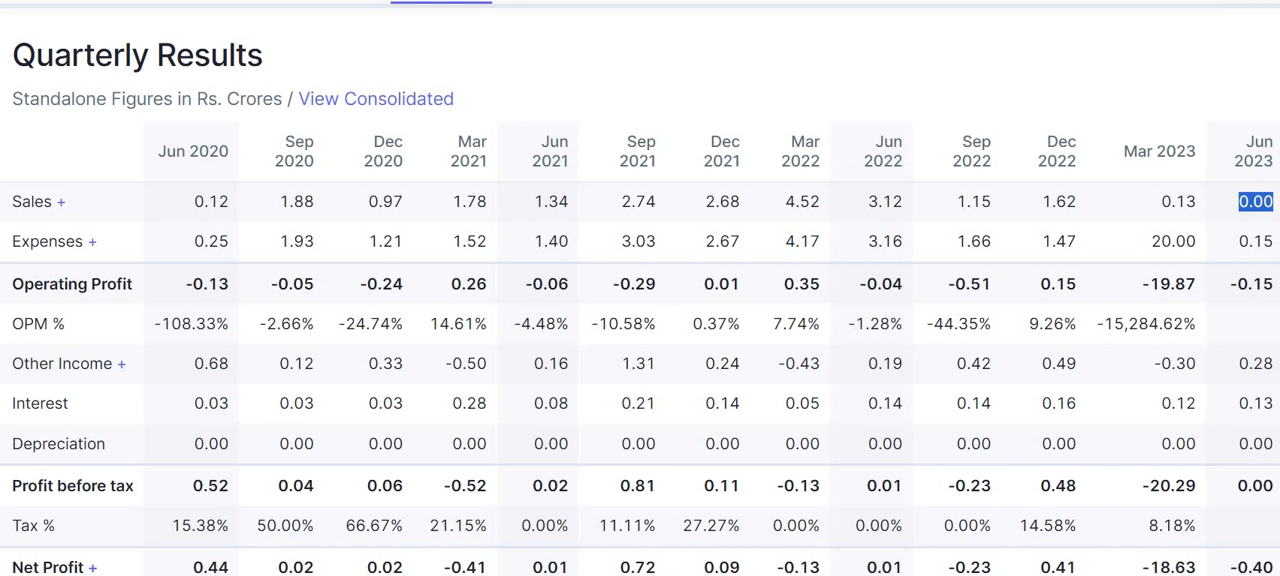 Quarterly Results
Standalone Figures in Rs. Crores / View Consolidated
Jun 2020 Sep 2020 Dec 2020 Mar 2021 Jun 2021 Sep 2021 Dec 2021 Mar 2022 Jun 2022 Sep 2022 Dec 2022 Mar 2023 Jun 2023
Sales + 0.12 1.88 0.97 1.78 1.34 2.74 2.68 4.52 3.12 1.15 1.62 0.13 0.00
Expenses + 0.25 1.93 1.21 1.52 1.40 3.03 2.67 4.17 3.16 1.66 1.47 20.00 0.15
Operating Profit -0.13 -0.05 -0.24 0.26 -0.06 -0.29 0.01 0.35 -0.04 -0.51 0.15 -19.87 -0.15
OPM % -108.33% -2.66% -24.74% 14.61% -4.48% -10.58% 0.37% 7.74% -1.28% -44.35% 9.26% -15,284.62%
Other Income + 0.68 0.12 0.33 -0.50 0.16 1.31 0.24 -0.43 0.19 0.42 0.49 -0.30 0.28
Interest 0.03 0.03 0.03 0.28 0.08 0.21 0.14 0.05 0.14 0.14 0.16 0.12 0.13
Depreciation 0.00 0.00 0.00 0.00 0.00 0.00 0.00 0.00 0.00 0.00 0.00 0.00 0.00
Profit before tax 0.52 0.04 0.06 -0.52 0.02 0.81 0.11 -0.13 0.01 -0.23 0.48 -20.29 0.00
Tax % 15.38% 50.00% 66.67% 21.15% 0.00% 11.11% 27.27% 0.00% 0.00% 0.00% 14.58% 8.18%
Net Profit + 0.44 0.02 0.02 -0.41 0.01 0.72 0.09 -0.13 0.01 -0.23 0.41 -18.63 -0.40